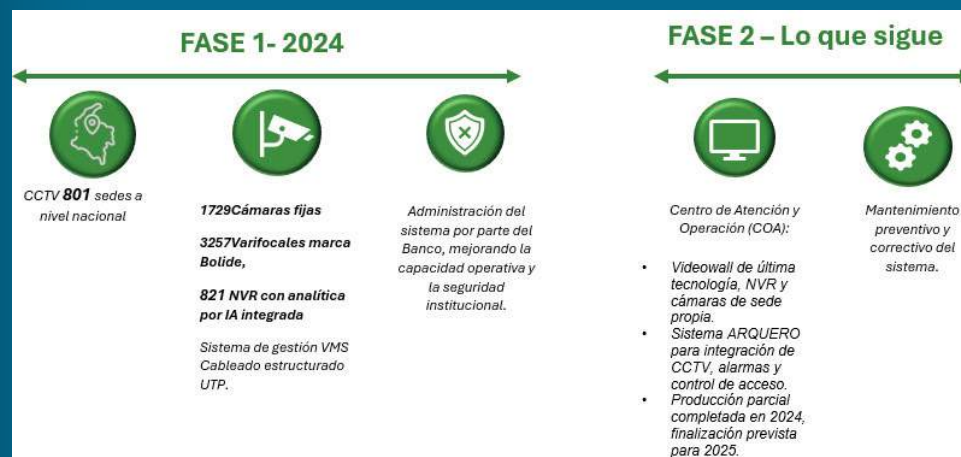 FASE 1- 2024
CCTV 801 sedes a
nivel nacional
1729Cámaras fijas
3257Varifocales marca
Bolide,
821 NVR con analítica
por IA integrada
Sistema de gestión VMS
Cableado estructurado
UTP.
Administración del
sistema por parte del
Banco, mejorando la
capacidad operativa y
la seguridad
institucional.
FASE 2 – Lo que sigue
Centro de Atención y
Operación (COA):
• Videowall de última
tecnología, NVR y
cámaras de sede
propia.
• Sistema ARQUERO
para integración de
CCTV, alarmas y
control de acceso.
• Producción parcial
completada en 2024,
finalización prevista
para 2025.
Mantenimiento
preventivo y
correctivo del
sistema.